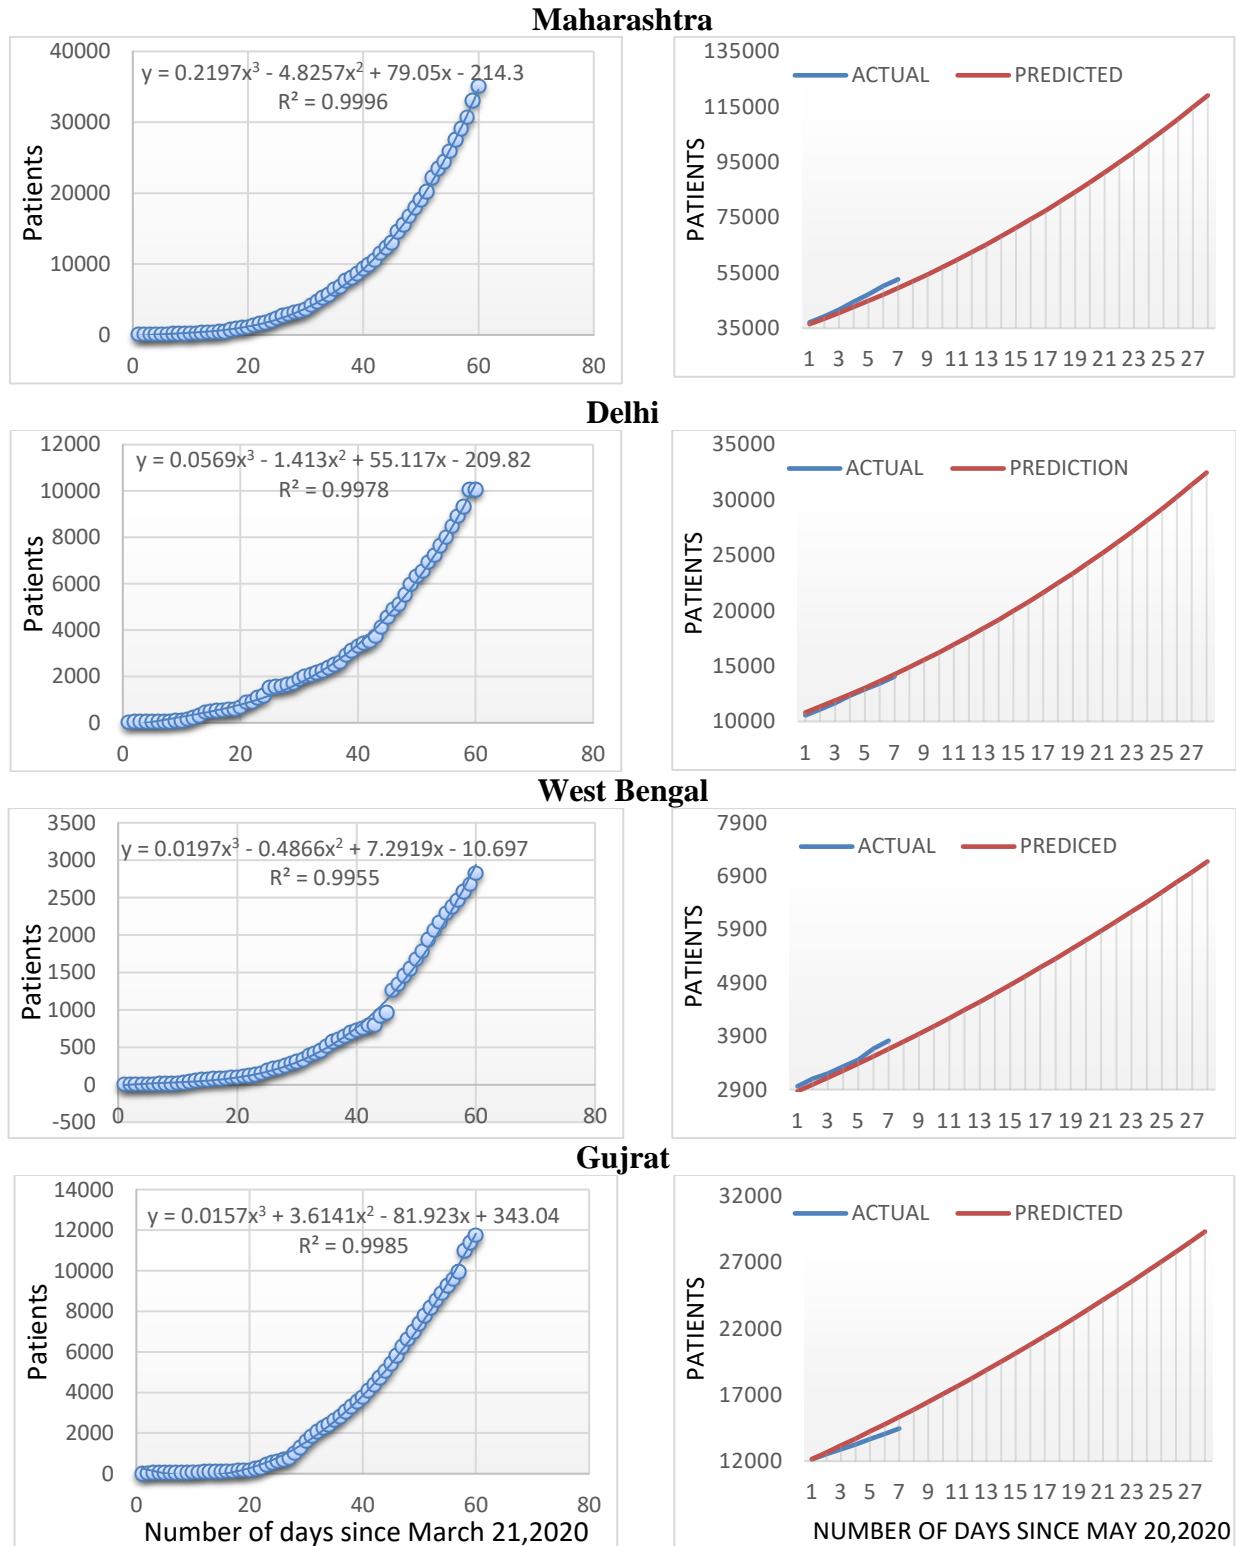 Maharashtra
40000
30000
20000
10000
0
Patients
y = 0.2197x³ - 4.8257x² + 79.05x - 214.3
R² = 0.9996
0 20 40 60 80
135000
115000
95000
75000
55000
35000
PATIENTS
ACTUAL PREDICTED
1 3 5 7 9 11 13 15 17 19 21 23 25 27
Delhi
12000
10000
8000
6000
4000
2000
0
Patients
y = 0.0569x³ - 1.413x² + 55.117x - 209.82
R² = 0.9978
0 20 40 60 80
35000
30000
25000
20000
15000
10000
PATIENTS
ACTUAL PREDICTION
1 3 5 7 9 11 13 15 17 19 21 23 25 27
West Bengal
3500
3000
2500
2000
1500
1000
500
0
-500
Patients
y = 0.0197x³ - 0.4866x² + 7.2919x - 10.697
R² = 0.9955
0 20 40 60 80
7900
6900
5900
4900
3900
2900
PATIENTS
ACTUAL PREDICED
1 3 5 7 9 11 13 15 17 19 21 23 25 27
Gujrat
14000
12000
10000
8000
6000
4000
2000
0
Patients
y = 0.0157x³ + 3.6141x² - 81.923x + 343.04
R² = 0.9985
0 20 40 60 80
Number of days since March 21,2020
32000
27000
22000
17000
12000
PATIENTS
ACTUAL PREDICTED
1 3 5 7 9 11 13 15 17 19 21 23 25 27
NUMBER OF DAYS SINCE MAY 20,2020